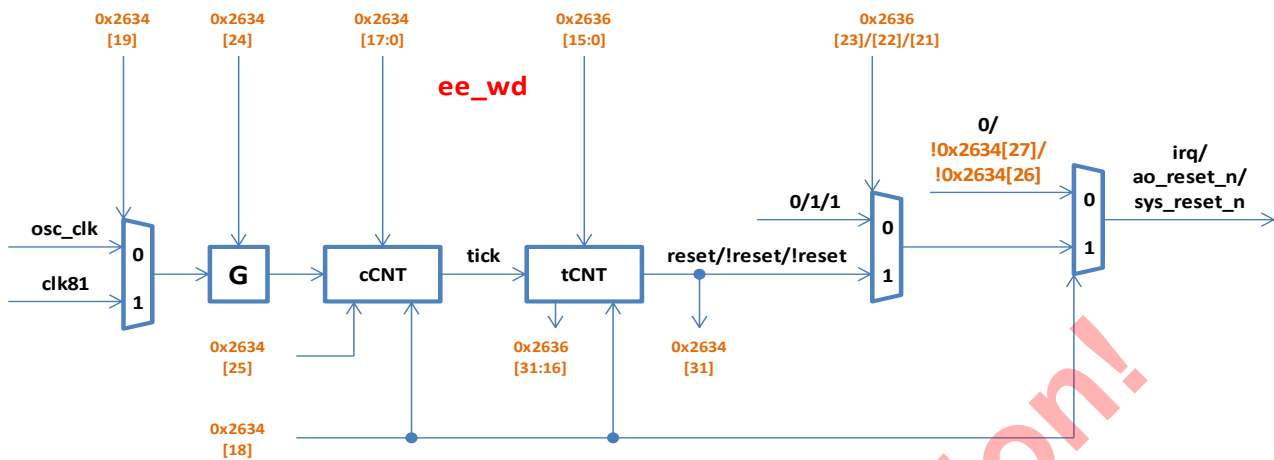 0x2634
[19]
0x2634
[24]
0x2634
[17:0]
0x2636
[15:0]
0x2636
[23]/[22]/[21]
ee_wd
0/
!0x2634[27]/
!0x2634[26]
irq/
ao_reset_n/
sys_reset_n
osc_clk
clk81
0
1
G
cCNT
tick
tCNT
reset/!reset/!reset
0/1/1
0
1
0
1
0x2634
[25]
0x2636
[31:16]
0x2634
[31]
0x2634
[18]
ion!